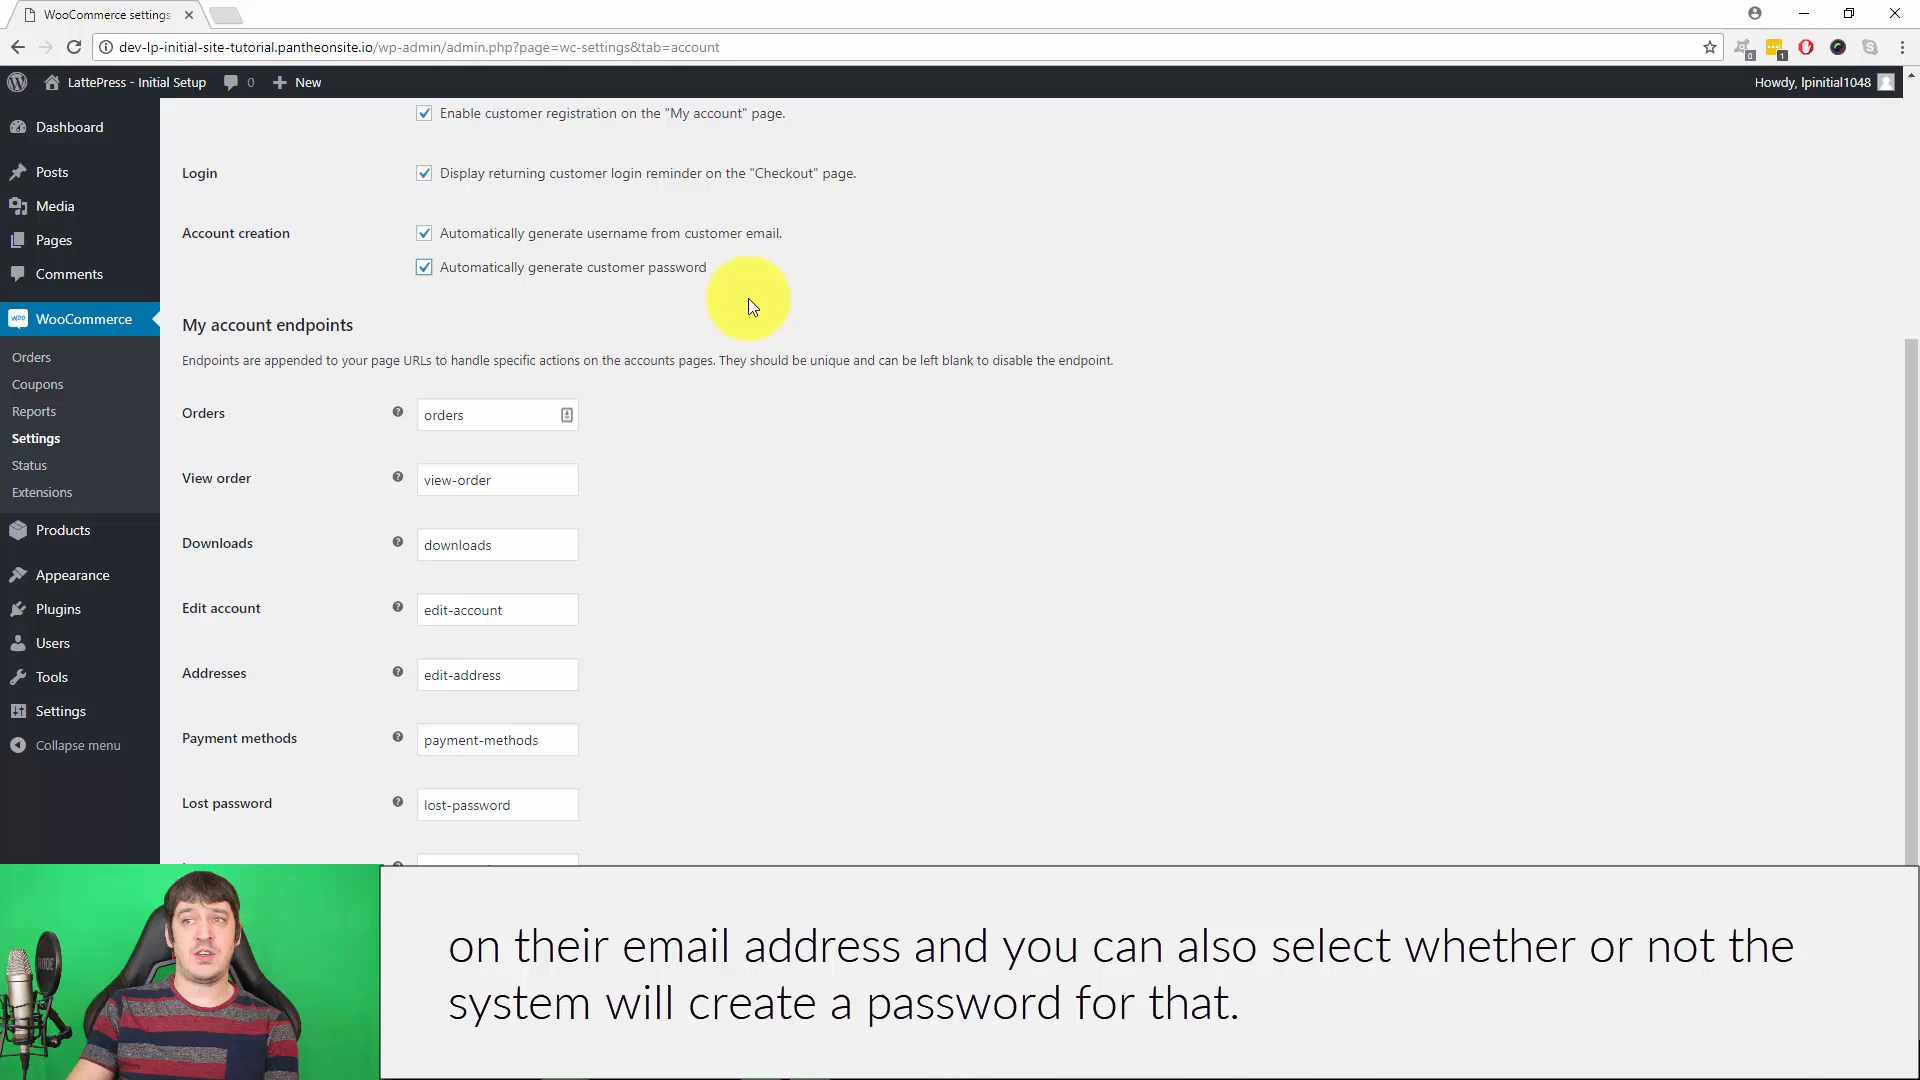 WooCommerce settings
dev-lp-initial-site-tutorial.pantheonsite.io/wp-admin/admin.php?page=wc-settings&tab=account
0
1
LattePress - Initial Setup
0
New
Howdy, lpinitial1048
Dashboard
Posts
Media
Pages
Comments
woo
WooCommerce
Orders
Coupons
Reports
Settings
Status
Extensions
Products
Appearance
Plugins
Users
Tools
Settings
Collapse menu
Enable customer registration on the "My account" page.
Login
Display returning customer login reminder on the "Checkout" page.
Account creation
Automatically generate username from customer email.
Automatically generate customer password
My account endpoints
Endpoints are appended to your page URLs to handle specific actions on the accounts pages. They should be unique and can be left blank to disable the endpoint.
Orders
orders
View order
view-order
Downloads
downloads
Edit account
edit-account
Addresses
edit-address
Payment methods
payment-methods
Lost password
lost-password
RODE
on their email address and you can also select whether or not the
system will create a password for that.